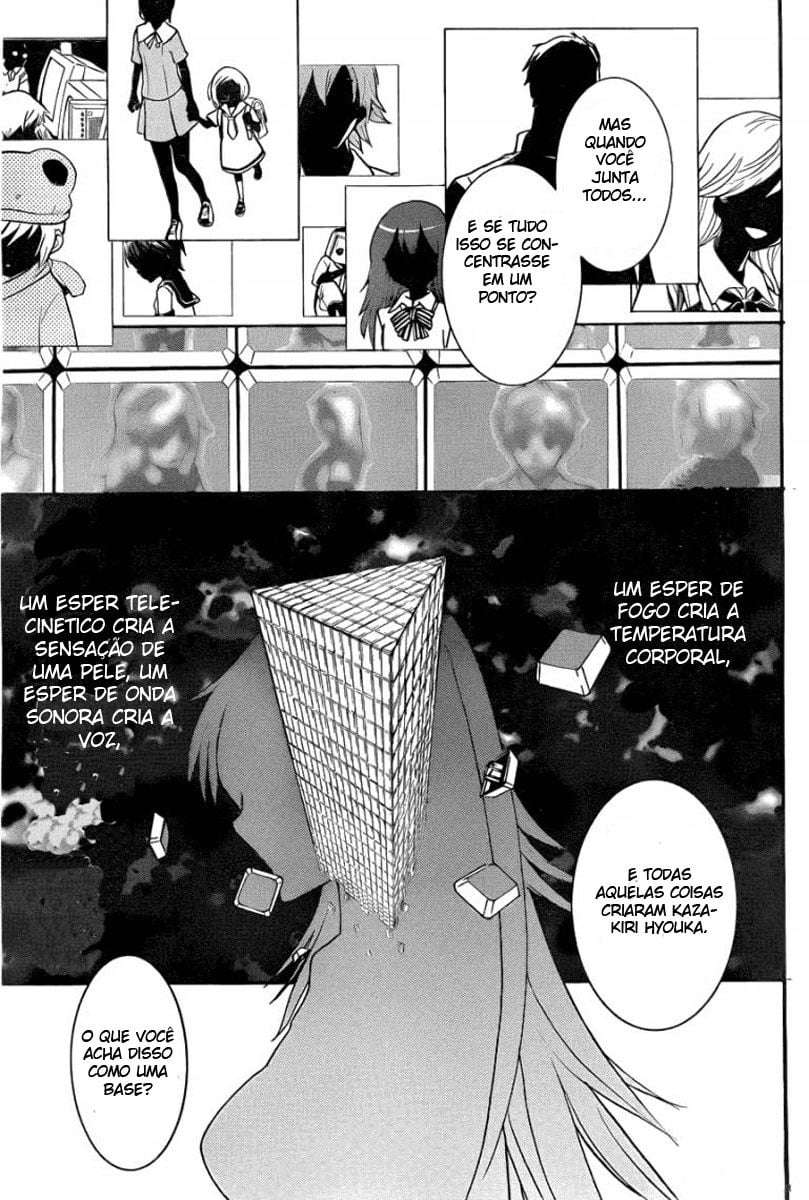 MAS
QUANDO
VOCÊ
JUNTA
TODOS...
E SE TUDO
ISSO SE CON-
CENTRASSE
EM UM
PONTO?
UM ESPER DE
FOGO CRIA A
TEMPERATURA
CORPORAL,
UM ESPER TELE-
CINETICO CRIA A
SENSAÇÃO DE
UMA PELE, UM
ESPER DE ONDA
SONORA CRIA A
VOZ,
E TODAS
AQUELAS COISAS
CRIARAM KAZA-
KIRI HYOUKA.
O QUE VOCÊ
ACHA DISSO
COMO UMA
BASE?